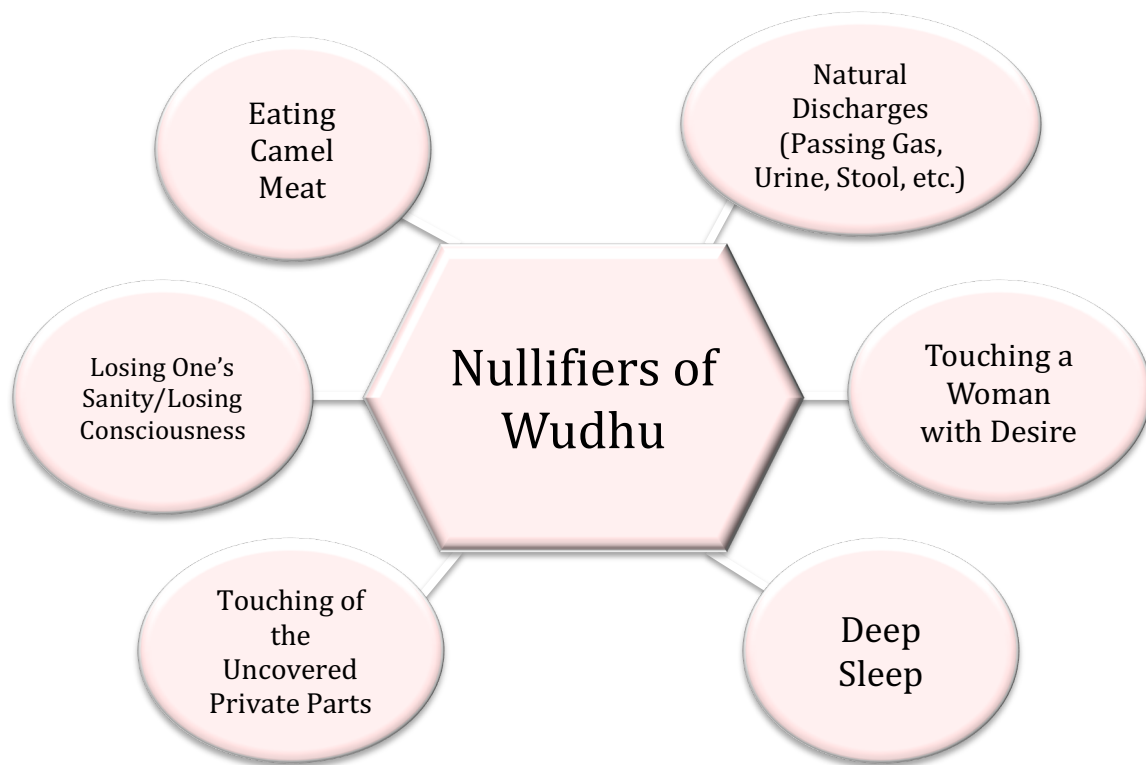 Eating
Camel
Meat
Natural
Discharges
(Passing Gas,
Urine, Stool, etc.)
Losing One's
Sanity/Losing
Consciousness
Nullifiers of
Wudhu
Touching a
Woman
with Desire
Touching of
the
Uncovered
Private Parts
Deep
Sleep